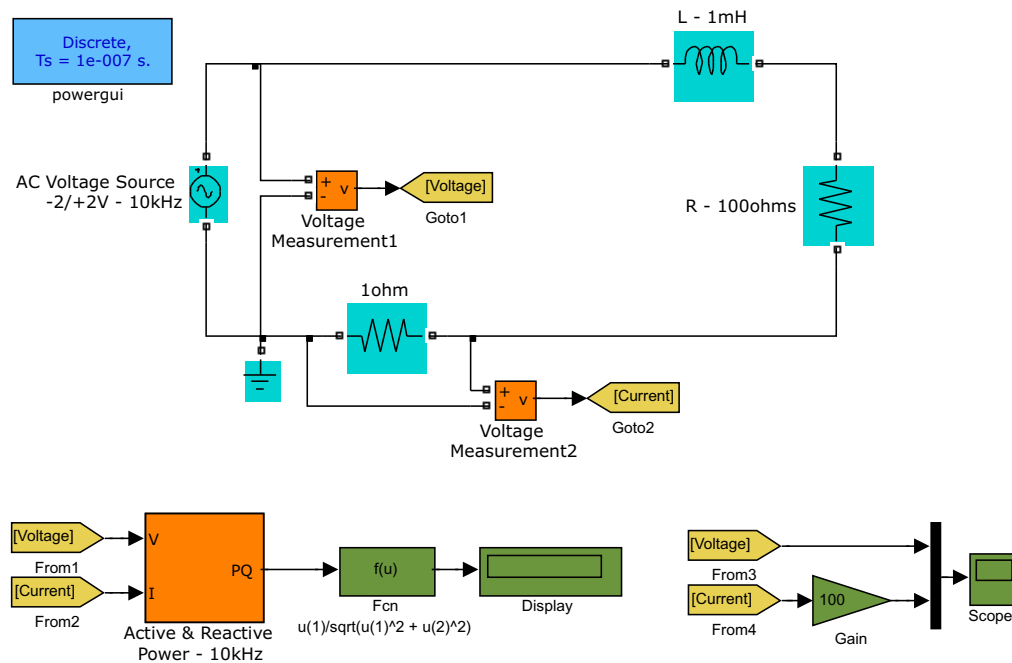 L - 1mH
Discrete,
Ts = 1e-007 s.
powergui
AC Voltage Source
-2/+2V - 10kHz
+
-
v
[Voltage]
Goto1
Voltage
Measurement1
R - 100ohms
1ohm
+
-
v
[Current]
Goto2
Voltage
Measurement2
[Voltage]
From1
[Current]
From2
V
I
PQ
Active & Reactive
Power - 10kHz
f(u)
Fcn
u(1)/sqrt(u(1)^2 + u(2)^2)
Display
[Voltage]
From3
[Current]
From4
100
Gain
Scope